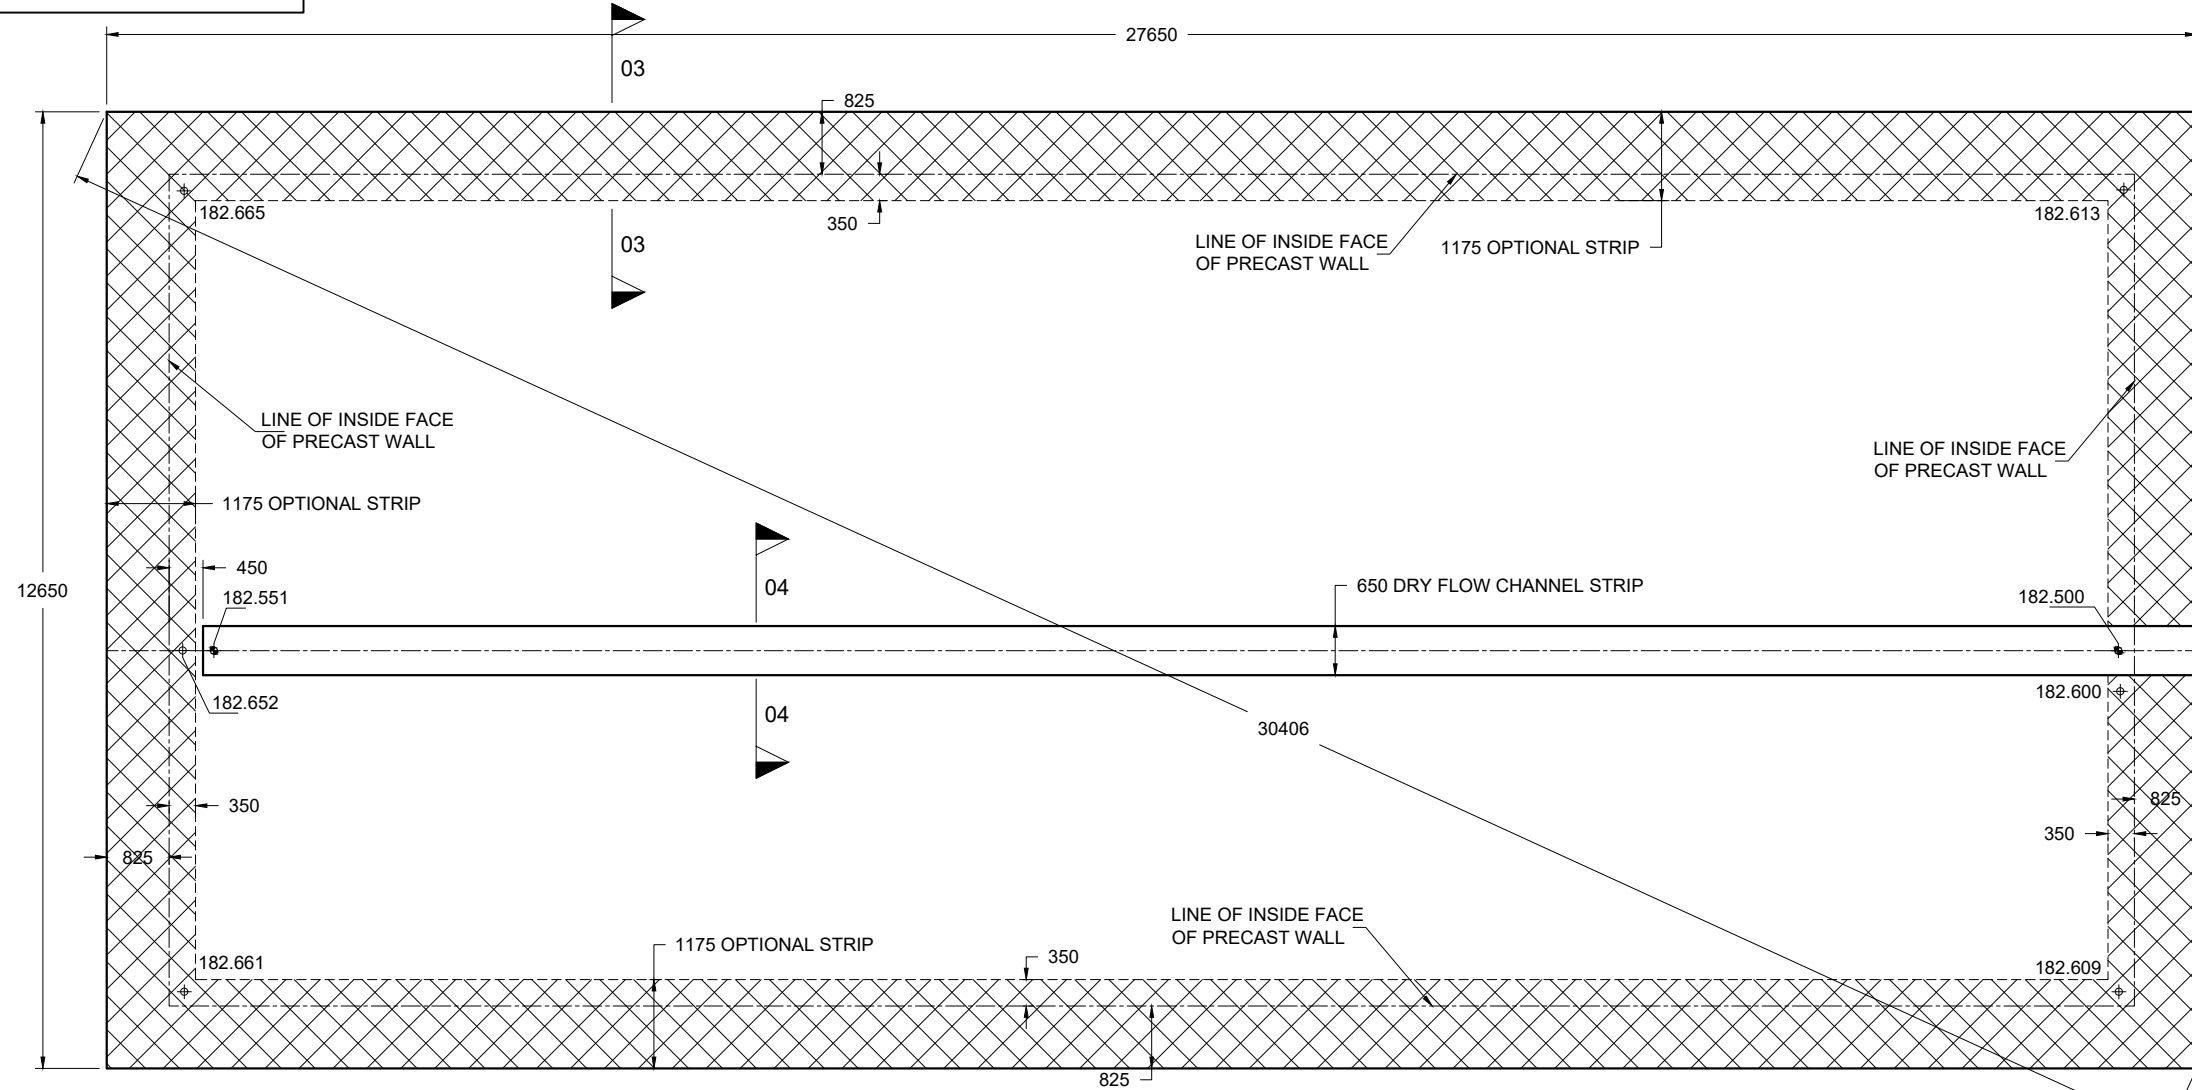 27650
03
825
182.665
350
03
LINE OF INSIDE FACE
OF PRECAST WALL
1175 OPTIONAL STRIP
182.613
LINE OF INSIDE FACE
OF PRECAST WALL
LINE OF INSIDE FACE
OF PRECAST WALL
1175 OPTIONAL STRIP
450
182.551
12650
04
650 DRY FLOW CHANNEL STRIP
182.500
182.652
04
182.600
30406
350
825
825
350
LINE OF INSIDE FACE
OF PRECAST WALL
1175 OPTIONAL STRIP
350
182.661
182.609
825